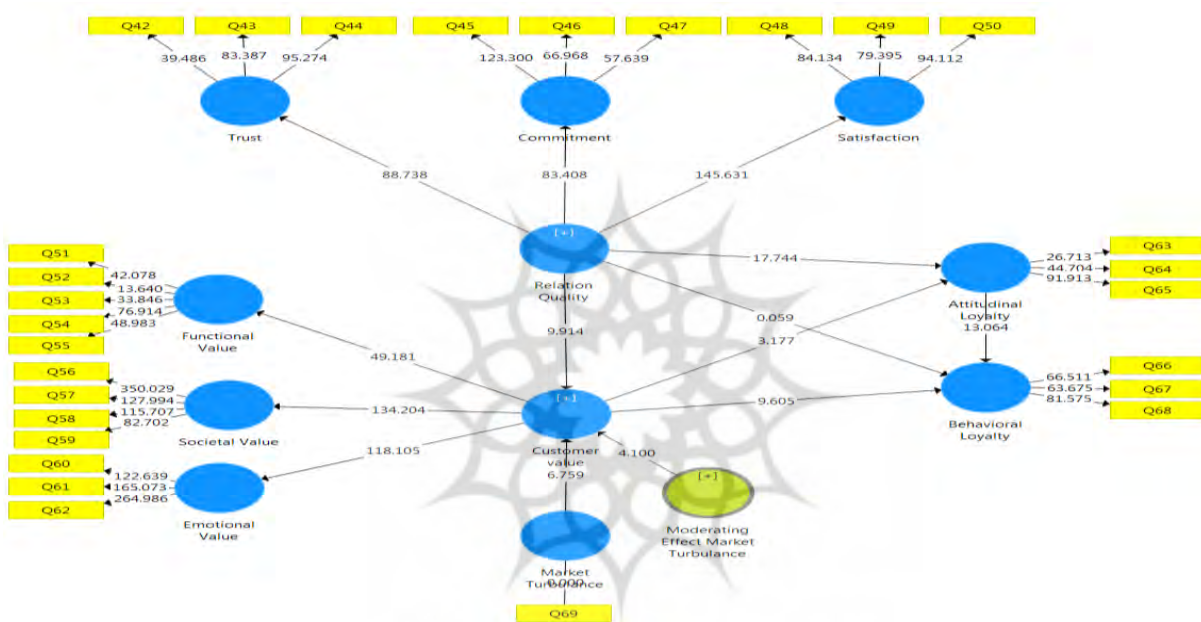 Q42 Q43 Q44 Q45 Q46 Q47 Q48 Q49 Q50
39.486 83.387 95.274 123.300 66.968 57.639 84.134 79.395 94.112
Trust Commitment Satisfaction
88.738 83.408 145.631
[+]
Relation
Quality
17.744
0.059
9.914
3.177
Q51
Q52
Q53
Q54
Q55
42.078
13.640
33.846
76.914
48.983
Functional
Value
49.181
Q56
Q57
Q58
Q59
350.029
127.994
115.707
82.702
Societal Value
134.204
Q60
Q61
Q62
122.639
165.073
264.986
Emotional
Value
118.105
[+]
Customer
value
9.605
6.759
4.100
[+]
Moderating
Effect Market
Turbulance
Market
Turbulance
0.000
Q69
Attitudinal
Loyalty
13.064
26.713
44.704
91.913
Q63
Q64
Q65
Behavioral
Loyalty
66.511
63.675
81.575
Q66
Q67
Q68